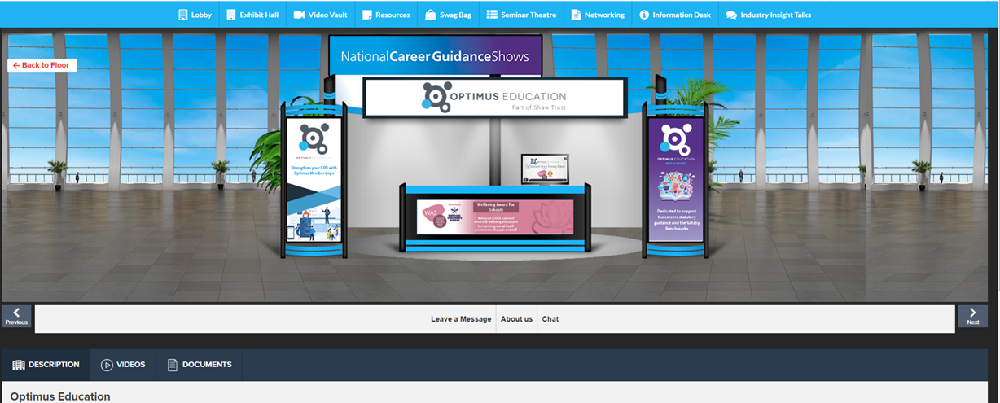 Lobby
Exhibit Hall
Video Vault
Resources
Swag Bag
Seminar Theatre
Networking
Information Desk
Industry Insight Talks
Back to Floor
NationalCareerGuidanceShows
OPTIMUS EDUCATION
Part of Shaw Trust
Strengthen your CPD with
Optimus Memberships
OPTIMUS EDUCATION
RESOURCES
Dedicated to support
the careers statutory
guidance and the Gatsby
Benchmarks
WAS
Wellbeing Award For
Schools
Previous
Leave a Message
About us
Chat
Next
DESCRIPTION
VIDEOS
DOCUMENTS
Optimus Education